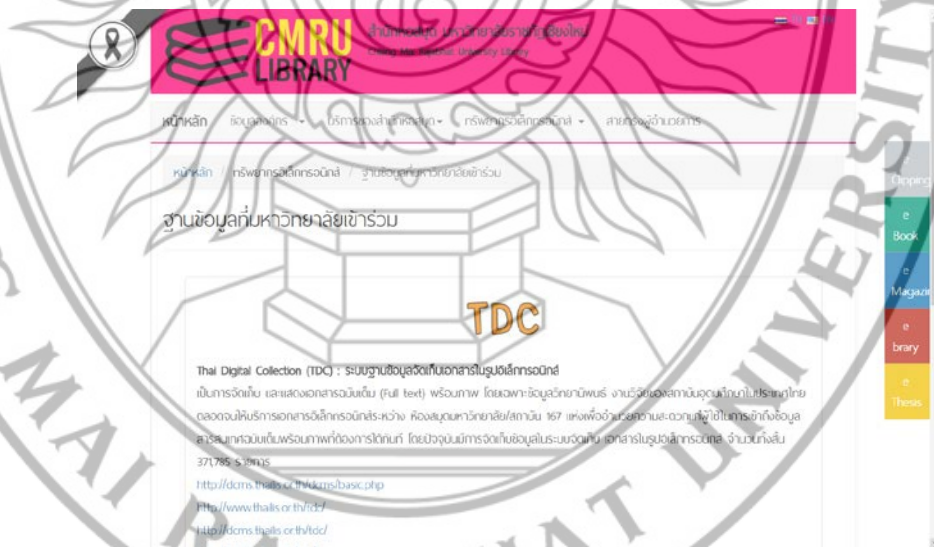 CMRU
LIBRARY
สำนักหอสมุด มหาวิทยาลัยราชภัฏเชียงใหม่
Chiang Mai Rajabhat University Library
หน้าหลัก ข้อมูลองค์กร บริการของสำนักหอสมุด ทรัพยากรอิเล็กทรอนิกส์ สายตรงผู้อำนวยการ
หน้าหลัก / ทรัพยากรอิเล็กทรอนิกส์ / ฐานข้อมูลที่มหาวิทยาลัยเข้าร่วม
ฐานข้อมูลที่มหาวิทยาลัยเข้าร่วม
TDC
Thai Digital Collection (TDC) : ระบบฐานข้อมูลจัดเก็บเอกสารในรูปอิเล็กทรอนิกส์
เป็นการจัดเก็บ และแสดงเอกสารฉบับเต็ม (Full text) พร้อมภาพ โดยเฉพาะข้อมูลวิทยานิพนธ์ งานวิจัยของสถาบันอุดมศึกษาในประเทศไทย
ตลอดจนให้บริการเอกสารอิเล็กทรอนิกส์ระหว่าง ห้องสมุดมหาวิทยาลัย/สถาบัน 167 แห่งเพื่ออำนวยความสะดวกแก่ผู้ใช้ในการเข้าถึงข้อมูล
สารสนเทศฉบับเต็มพร้อมภาพที่ต้องการได้ทันที โดยปัจจุบันมีการจัดเก็บข้อมูลในระบบจัดเก็บ เอกสารในรูปอิเล็กทรอนิกส์ จำนวนทั้งสิ้น
371,785 รายการ
http://dcms.thailis.or.th/dcms/basic.php
http://www.thailis.or.th/tdc/
http://dcms.thailis.or.th/tdc/
e
Clipping
e
Book
e
Magazin
e
brary
e
Thesis
MAI RAJABHAT UNIVERSITY